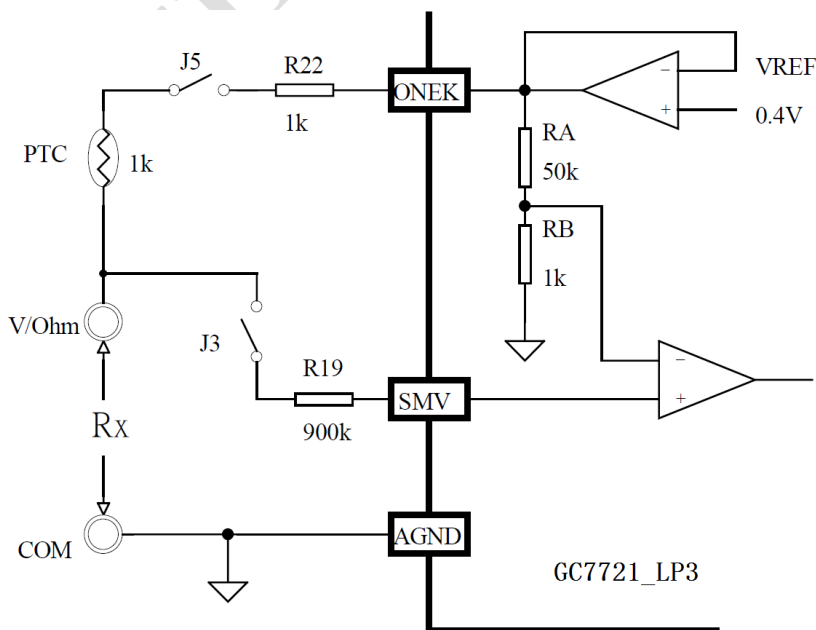 J5
R22
ONEK
1k
−
VREF
+
0.4V
PTC
1k
RA
50k
RB
1k
V/Ohm
J3
R19
SMV
900k
−
+
Rx
COM
AGND
GC7721_LP3